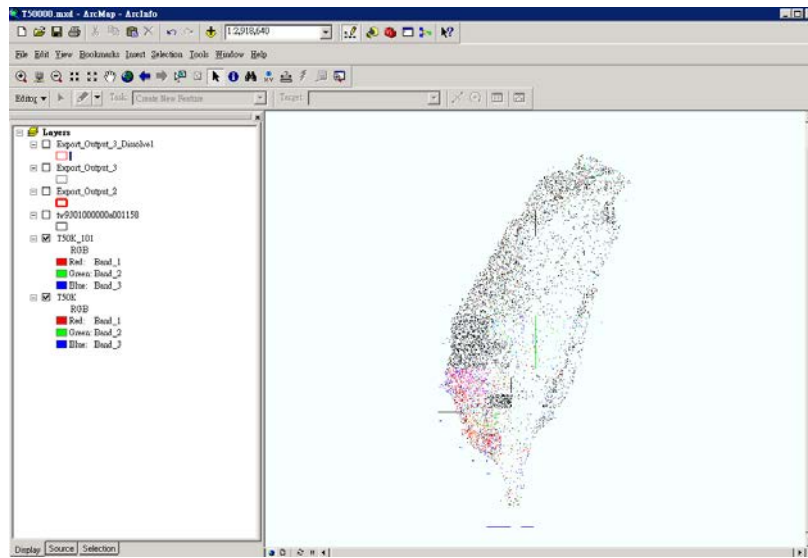 T50000.mxd - ArcMap - ArcInfo
1:2,918,640
File Edit View Bookmarks Insert Selection Tools Window Help
Editor Task: Create New Feature Target:
Layers
Export_Output_3_Dissolve1
Export_Output_3
Export_Output_2
T50K_101
RGB
Red: Band_1
Green: Band_2
Blue: Band_3
T50K
RGB
Red: Band_1
Green: Band_2
Blue: Band_3
Display Source Selection